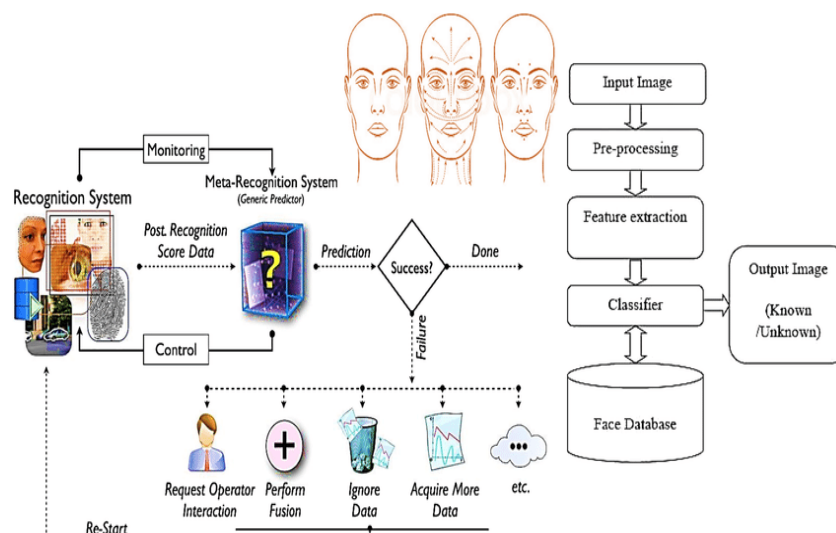 Monitoring
Recognition System
Meta-Recognition System
(Generic Predictor)
Post. Recognition
Score Data
?
Prediction
Success?
Done
Control
Failure
Request Operator
Interaction
Perform
Fusion
Ignore
Data
Acquire More
Data
etc.
Re-Start
Input Image
Pre-processing
Feature extraction
Classifier
Output Image
(Known
/Unknown)
Face Database